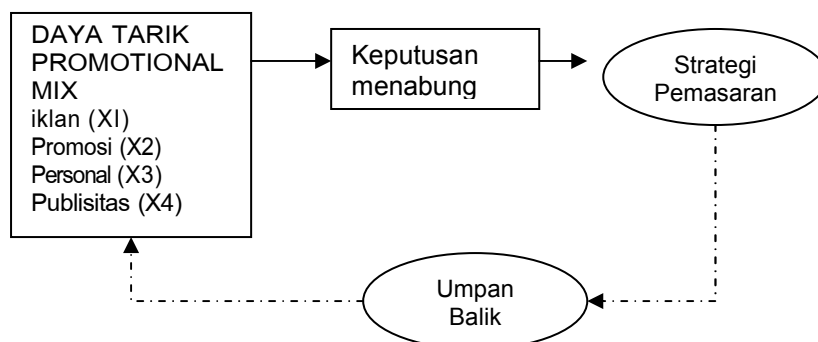 DAYA TARIK
PROMOTIONAL
MIX
iklan (XI)
Promosi (X2)
Personal (X3)
Publisitas (X4)
Keputusan
menabung
Strategi
Pemasaran
Umpan
Balik